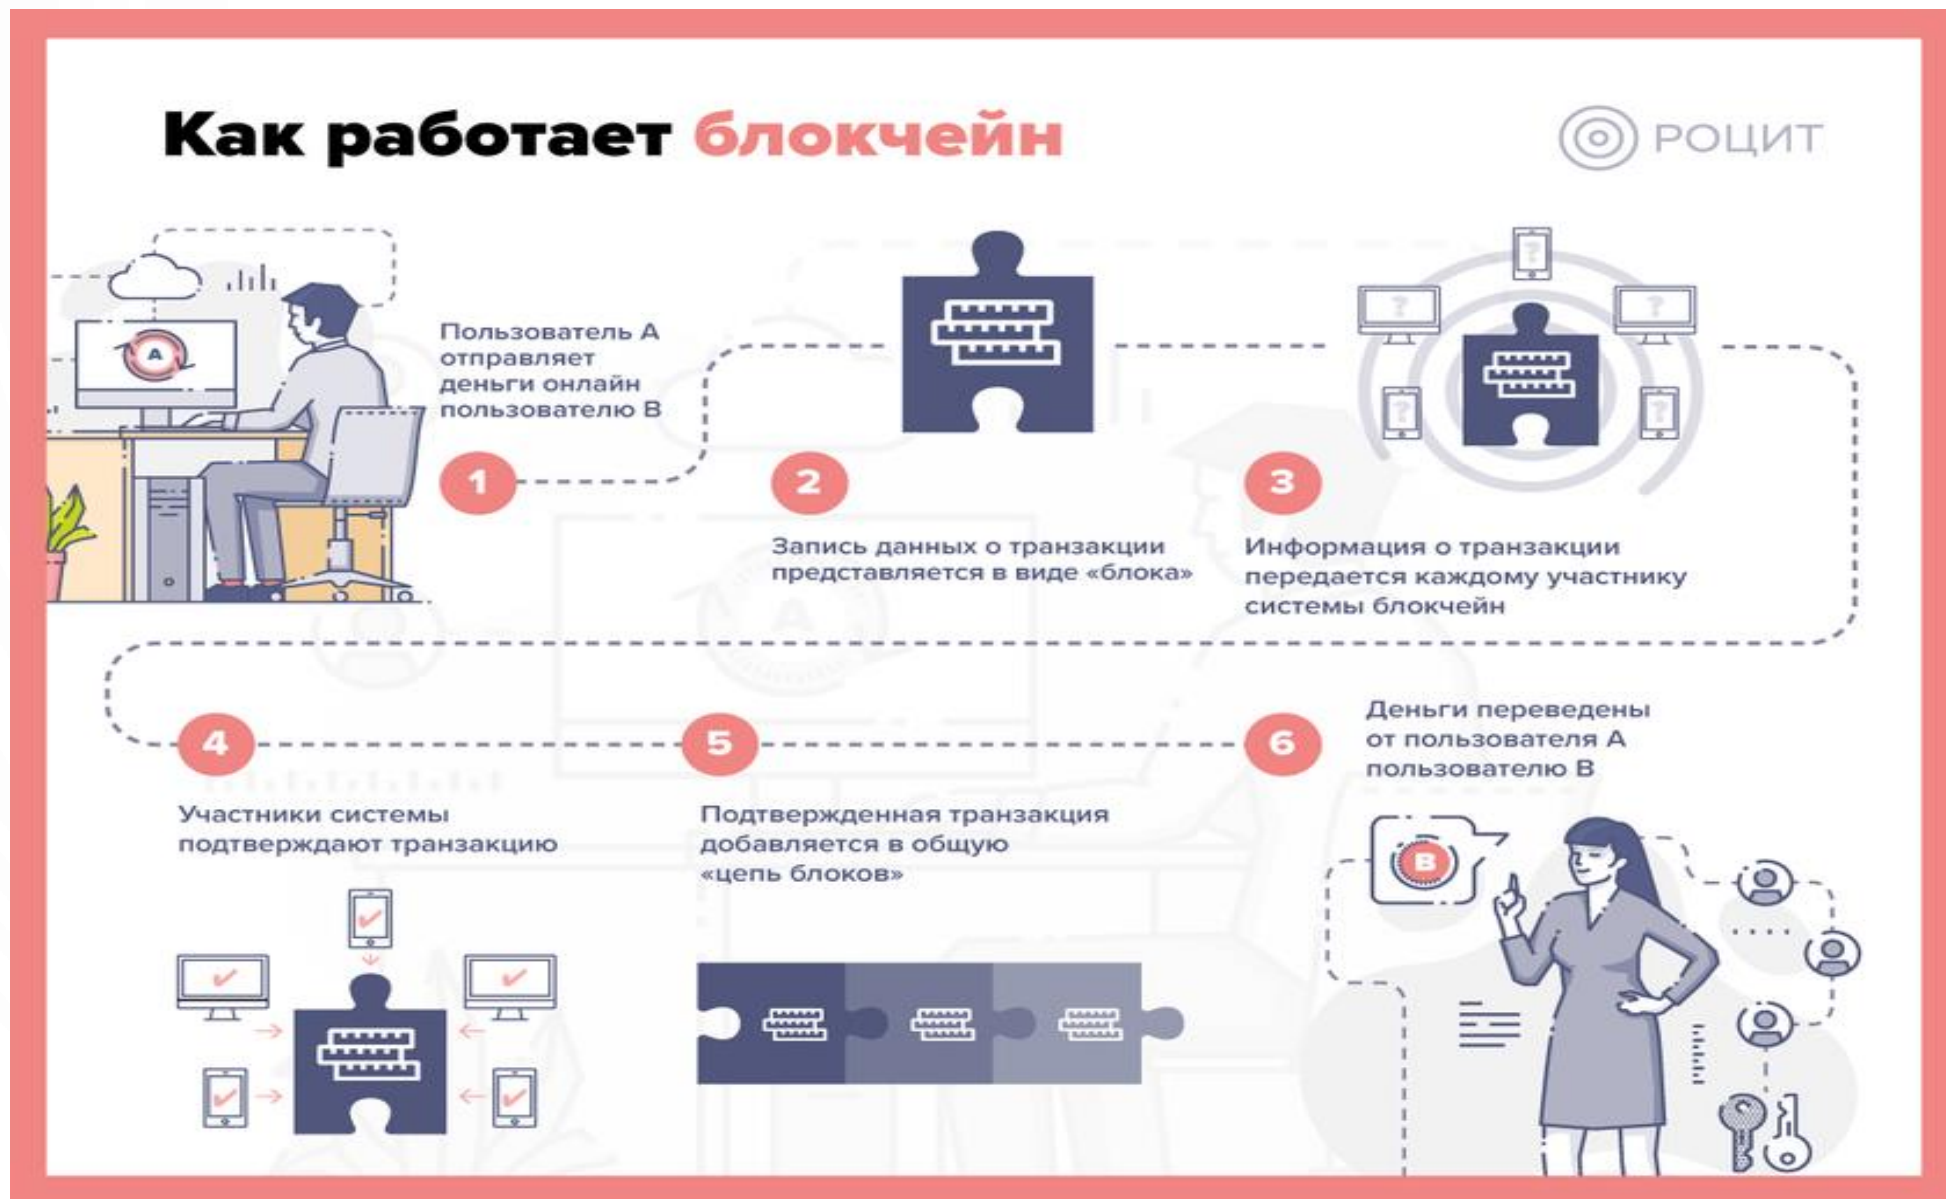 Как работает блокчейн
РОЦИТ
A
Пользователь А
отправляет
деньги онлайн
пользователю В
1
2
Запись данных о транзакции
представляется в виде «блока»
?
?
?
?
?
3
Информация о транзакции
передается каждому участнику
системы блокчейн
4
Участники системы
подтверждают транзакцию
5
Подтвержденная транзакция
добавляется в общую
«цепь блоков»
6
Деньги переведены
от пользователя А
пользователю В
B
A